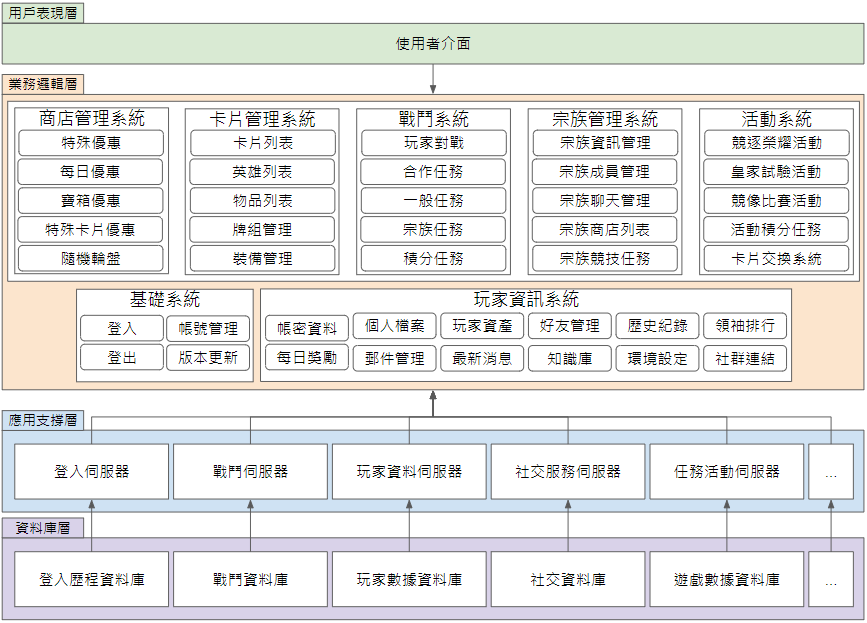 用戶表現層
使用者介面
業務邏輯層
商店管理系統
特殊優惠
每日優惠
寶箱優惠
特殊卡片優惠
隨機輪盤
卡片管理系統
卡片列表
英雄列表
物品列表
牌組管理
裝備管理
戰鬥系統
玩家對戰
合作任務
一般任務
宗族任務
積分任務
宗族管理系統
宗族資訊管理
宗族成員管理
宗族聊天管理
宗族商店列表
宗族競技任務
活動系統
競逐榮耀活動
皇家試驗活動
競像比賽活動
活動積分任務
卡片交換系統
基礎系統
登入
帳號管理
登出
版本更新
玩家資訊系統
帳密資料
個人檔案
玩家資產
好友管理
歷史紀錄
領袖排行
每日獎勵
郵件管理
最新消息
知識庫
環境設定
社群連結
應用支撐層
登入伺服器
戰鬥伺服器
玩家資料伺服器
社交服務伺服器
任務活動伺服器
...
資料庫層
登入歷程資料庫
戰鬥資料庫
玩家數據資料庫
社交資料庫
遊戲數據資料庫
...